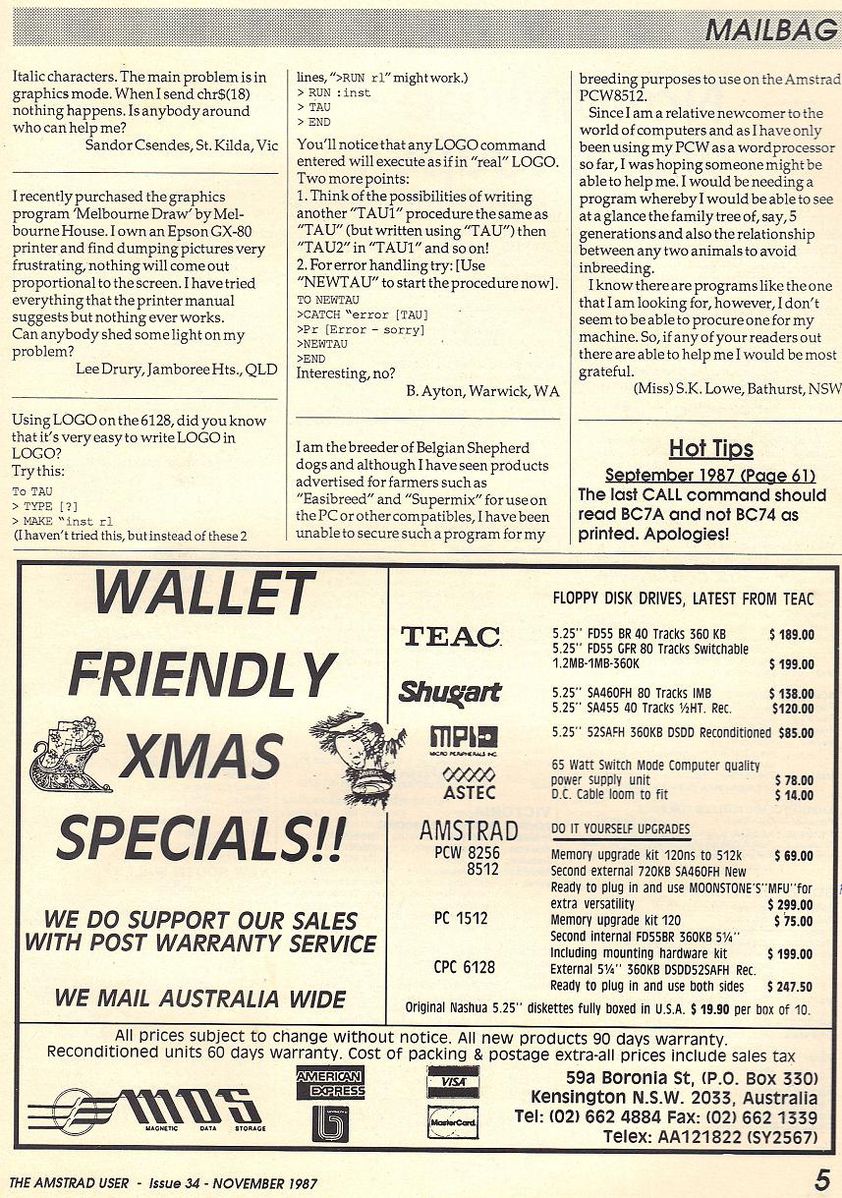 MAILBAG
Italic characters. The main problem is in
graphics mode. When I send chr$(18)
nothing happens. Is anybody around
who can help me?
Sandor Csendes, St. Kilda, Vic
I recently purchased the graphics
program 'Melbourne Draw' by Mel-
bourne House. I own an Epson GX-80
printer and find dumping pictures very
frustrating, nothing will come out
proportional to the screen. I have tried
everything that the printer manual
suggests but nothing ever works.
Can anybody shed some light on my
problem?
Lee Drury, Jamboree Hts., QLD
Using LOGO on the 6128, did you know
that it's very easy to write LOGO in
LOGO?
Try this:
To TAU
> TYPE [?]
> MAKE "inst rl
(I haven't tried this, but instead of these 2
lines, ">RUN rl" might work.)
> RUN :inst
> TAU
> END
You'll notice that any LOGO command
entered will execute as if in "real" LOGO.
Two more points:
1. Think of the possibilities of writing
another "TAU1" procedure the same as
"TAU" (but written using "TAU") then
"TAU2" in "TAU1" and so on!
2. For error handling try: [Use
"NEWTAU" to start the procedure now].
TO NEWTAU
>CATCH "error [TAU]
>Pr [Error - sorry]
>NEWTAU
>END
Interesting, no?
B. Ayton, Warwick, WA
I am the breeder of Belgian Shepherd
dogs and although I have seen products
advertised for farmers such as
"Easibreed" and "Supermix" for use on
the PC or other compatibles, I have been
unable to secure such a program for my
breeding purposes to use on the Amstrad
PCW8512.
Since I am a relative newcomer to the
world of computers and as I have only
been using my PCW as a wordprocessor
so far, I was hoping someone might be
able to help me. I would be needing a
program whereby I would be able to see
at a glance the family tree of, say, 5
generations and also the relationship
between any two animals to avoid
inbreeding.
I know there are programs like the one
that I am looking for, however, I don't
seem to be able to procure one for my
machine. So, if any of your readers out
there are able to help me I would be most
grateful.
(Miss) S.K. Lowe, Bathurst, NSW
Hot Tips
September 1987 (Page 61)
The last CALL command should
read BC7A and not BC74 as
printed. Apologies!
WALLET
FRIENDLY
XMAS
SPECIALS!!
WE DO SUPPORT OUR SALES
WITH POST WARRANTY SERVICE
WE MAIL AUSTRALIA WIDE
FLOPPY DISK DRIVES, LATEST FROM TEAC
TEAC
5.25'' FD55 BR 40 Tracks 360 KB $ 189.00
5.25'' FD55 GFR 80 Tracks Switchable
1.2MB-1MB-360K $ 199.00
Shugart
5.25'' SA460FH 80 Tracks IMB $ 138.00
5.25'' SA455 40 Tracks ½HT. Rec. $120.00
MPI
MICRO PERIPHERALS INC.
5.25'' 52SAFH 360KB DSDD Reconditioned $85.00
ASTEC
65 Watt Switch Mode Computer quality
power supply unit $ 78.00
D.C. Cable loom to fit $ 14.00
AMSTRAD DO IT YOURSELF UPGRADES
PCW 8256 Memory upgrade kit 120ns to 512k $ 69.00
8512 Second external 720KB SA460FH New
Ready to plug in and use MOONSTONE'S''MFU''for
extra versatility $ 299.00
PC 1512 Memory upgrade kit 120 $ 75.00
Second internal FD55BR 360KB 5¼''
Including mounting hardware kit $ 199.00
CPC 6128 External 5¼'' 360KB DSDD52SAFH Rec.
Ready to plug in and use both sides $ 247.50
Original Nashua 5.25'' diskettes fully boxed in U.S.A. $ 19.90 per box of 10.
All prices subject to change without notice. All new products 90 days warranty.
Reconditioned units 60 days warranty. Cost of packing & postage extra-all prices include sales tax
MDS
MAGNETIC DATA STORAGE
AMERICAN
EXPRESS
VISA
MasterCard
59a Boronia St, (P.O. Box 330)
Kensington N.S.W. 2033, Australia
Tel: (02) 662 4884 Fax: (02) 662 1339
Telex: AA121822 (SY2567)
THE AMSTRAD USER - Issue 34 - NOVEMBER 1987
5